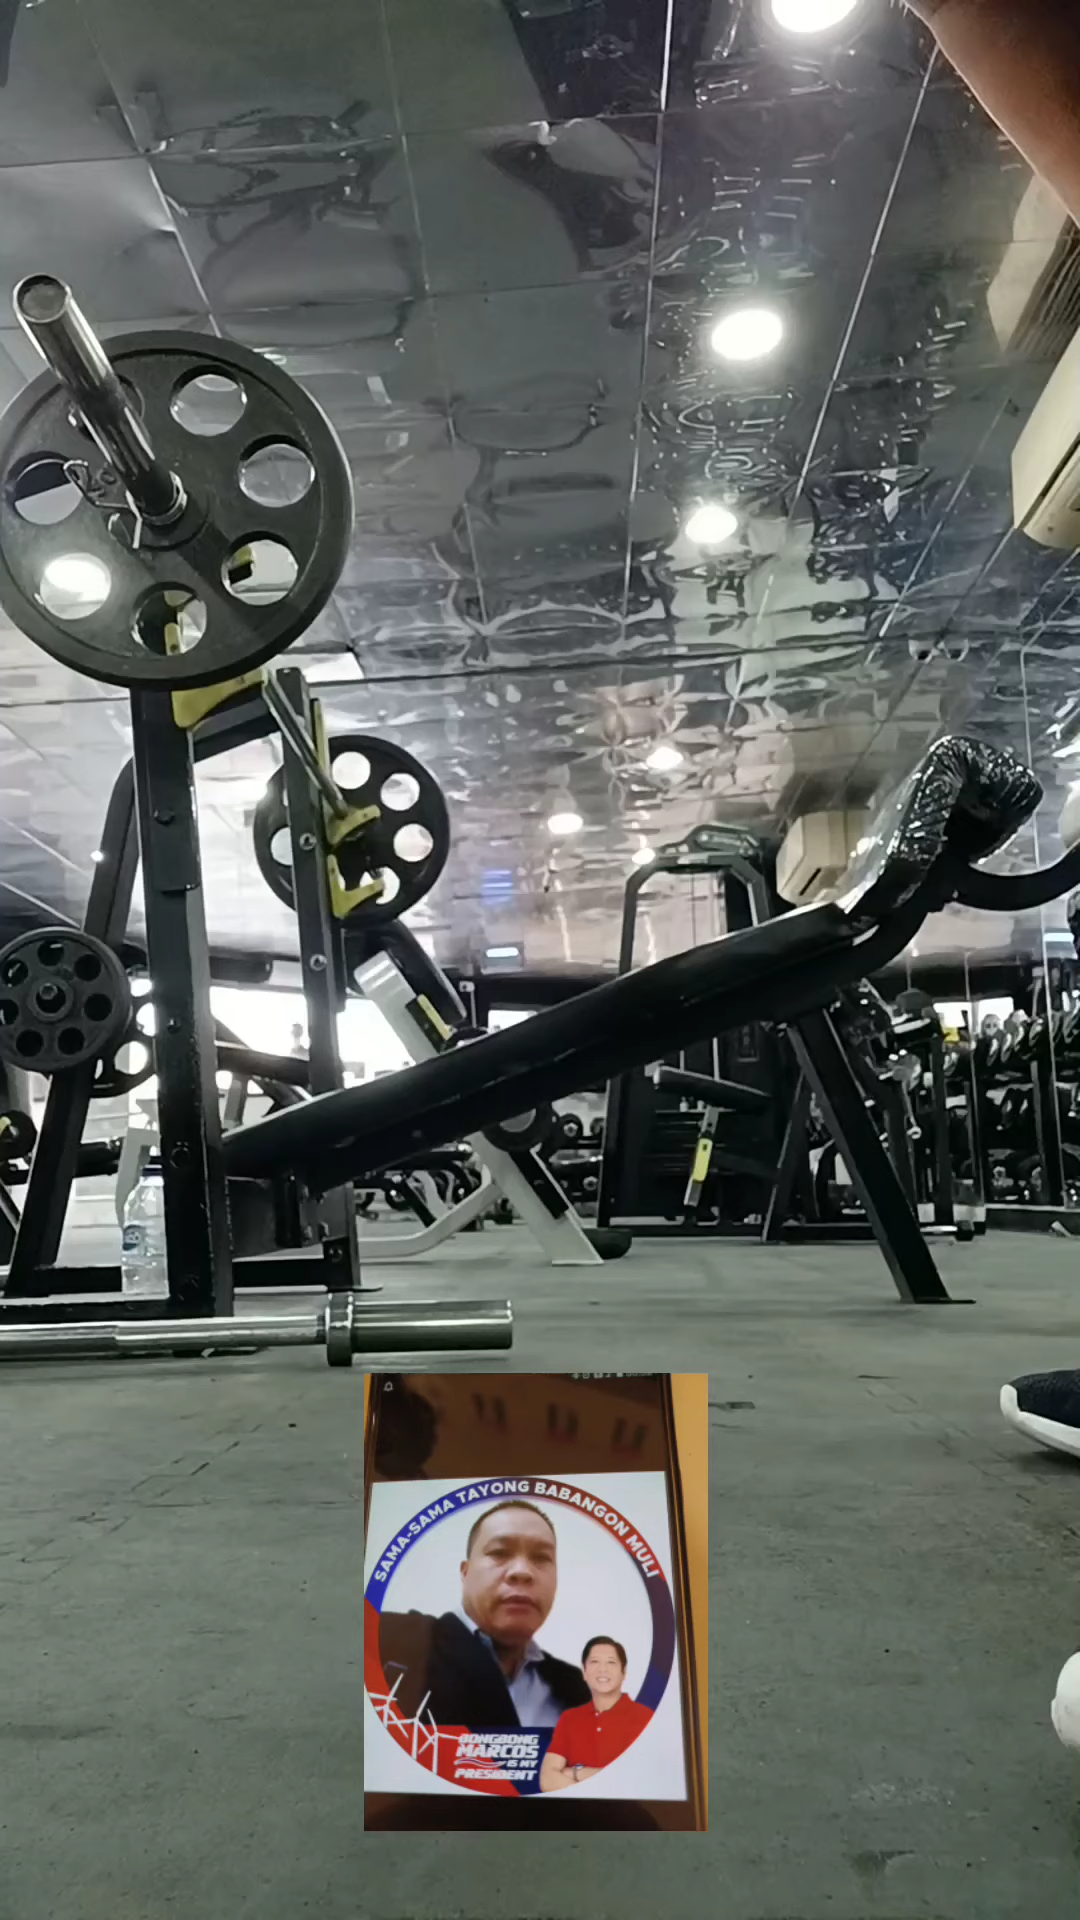 SAMA-SAMA TAYONG BABANGON MULI
BONGBONG
MARCOS
IS MY
PRESIDENT